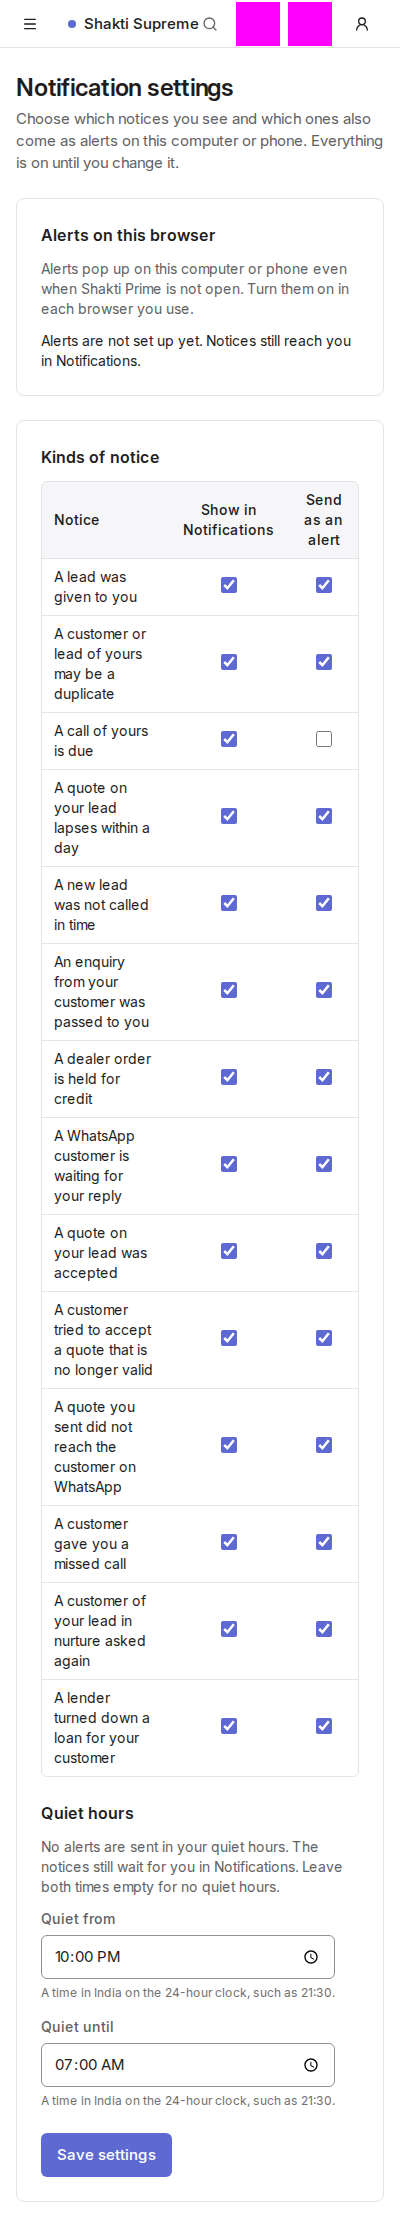 Shakti Supreme
Notification settings
Choose which notices you see and which ones also
come as alerts on this computer or phone. Everything
is on until you change it.
Alerts on this browser
Alerts pop up on this computer or phone even
when Shakti Prime is not open. Turn them on in
each browser you use.
Alerts are not set up yet. Notices still reach you
in Notifications.
Kinds of notice
Notice
Show in
Notifications
Send
as an
alert
A lead was
given to you
A customer or
lead of yours
may be a
duplicate
A call of yours
is due
A quote on
your lead
lapses within a
day
A new lead
was not called
in time
An enquiry
from your
customer was
passed to you
A dealer order
is held for
credit
A WhatsApp
customer is
waiting for
your reply
A quote on
your lead was
accepted
A customer
tried to accept
a quote that is
no longer valid
A quote you
sent did not
reach the
customer on
WhatsApp
A customer
gave you a
missed call
A customer of
your lead in
nurture asked
again
A lender
turned down a
loan for your
customer
Quiet hours
No alerts are sent in your quiet hours. The
notices still wait for you in Notifications. Leave
both times empty for no quiet hours.
Quiet from
10:00 PM
A time in India on the 24-hour clock, such as 21:30.
Quiet until
07:00 AM
A time in India on the 24-hour clock, such as 21:30.
Save settings